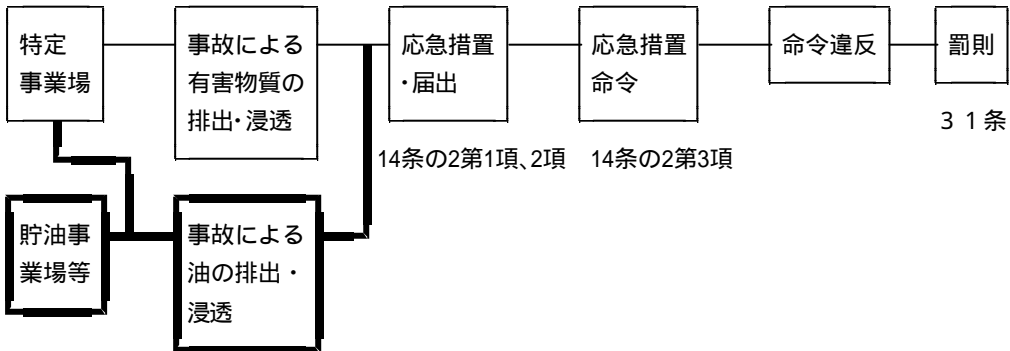 特定
事業場
事故による
有害物質の
排出・浸透
応急措置
・届出
応急措置
命令
命令違反
罰則
３１条
14条の2第1項、2項
14条の2第3項
貯油事
業場等
事故による
油の排出・
浸透